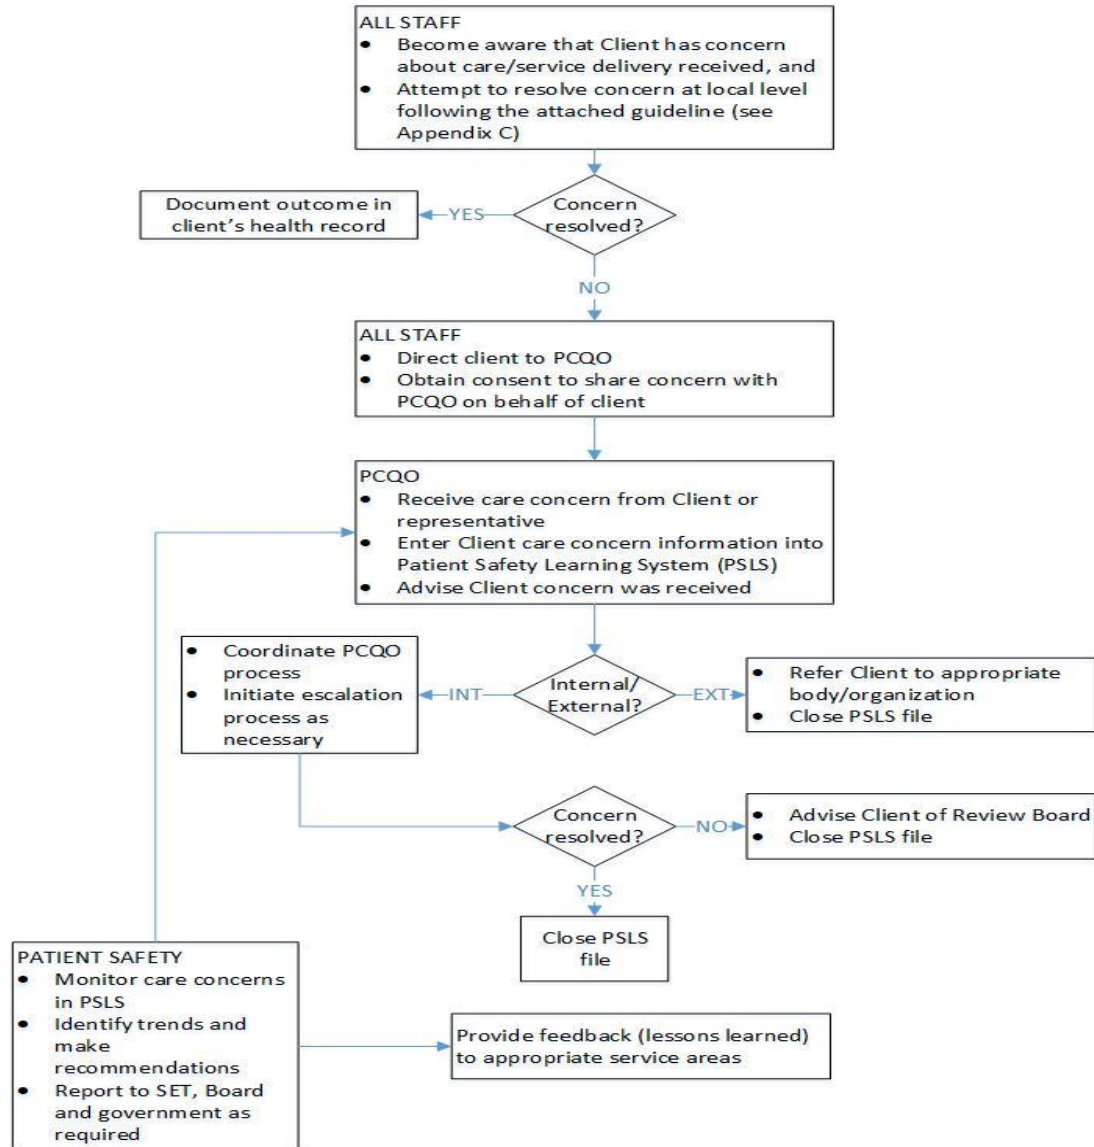 ALL STAFF
● Become aware that Client has concern
about care/service delivery received, and
● Attempt to resolve concern at local level
following the attached guideline (see
Appendix C)
Concern
resolved?
YES
Document outcome in
client's health record
NO
ALL STAFF
● Direct client to PCQO
● Obtain consent to share concern with
PCQO on behalf of client
PCQO
● Receive care concern from Client or
representative
● Enter Client care concern information into
Patient Safety Learning System (PSLS)
● Advise Client concern was received
Internal/
External?
INT
● Coordinate PCQO
process
● Initiate escalation
process as
necessary
EXT
● Refer Client to appropriate
body/organization
● Close PSLS file
Concern
resolved?
NO
● Advise Client of Review Board
● Close PSLS file
YES
Close PSLS
file
PATIENT SAFETY
● Monitor care concerns
in PSLS
● Identify trends and
make
recommendations
● Report to SET, Board
and government as
required
Provide feedback (lessons learned)
to appropriate service areas